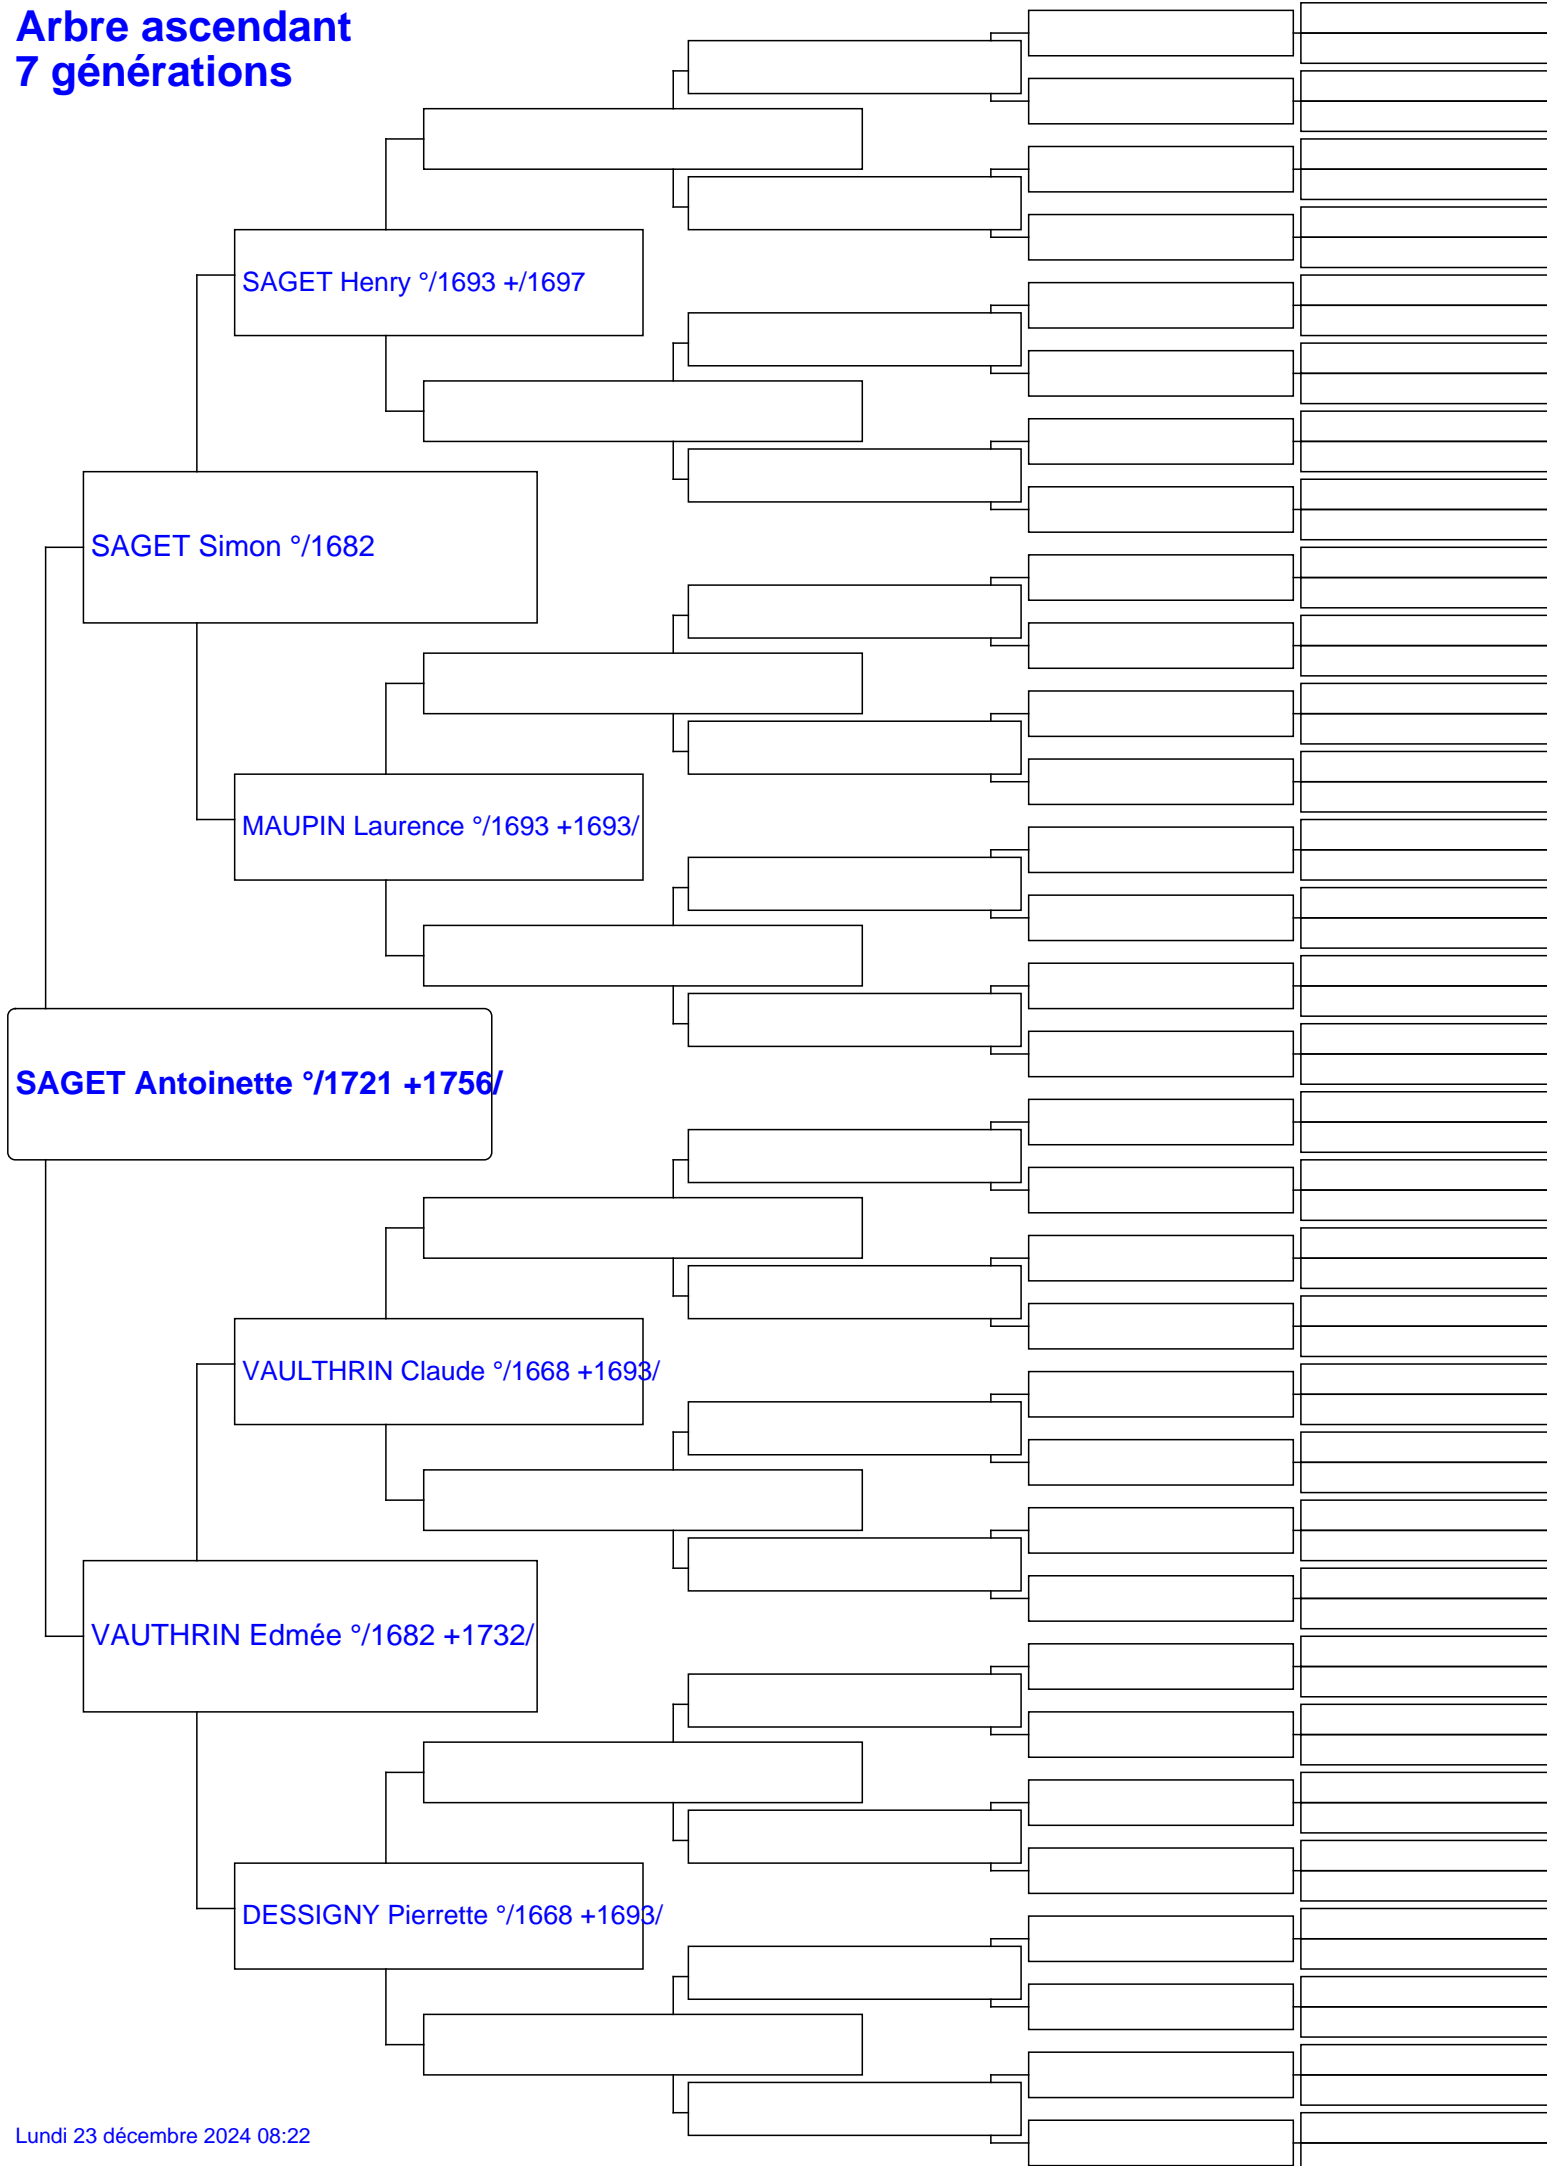 Arbre ascendant
7 générations
SAGET Henry °/1693 +/1697
SAGET Simon °/1682
MAUPIN Laurence °/1693 +1693/
SAGET Antoinette °/1721 +1756/
VAULTHRIN Claude °/1668 +1693/
VAUTHRIN Edmée °/1682 +1732/
DESSIGNY Pierrette °/1668 +1693/
Lundi 23 décembre 2024 08:22